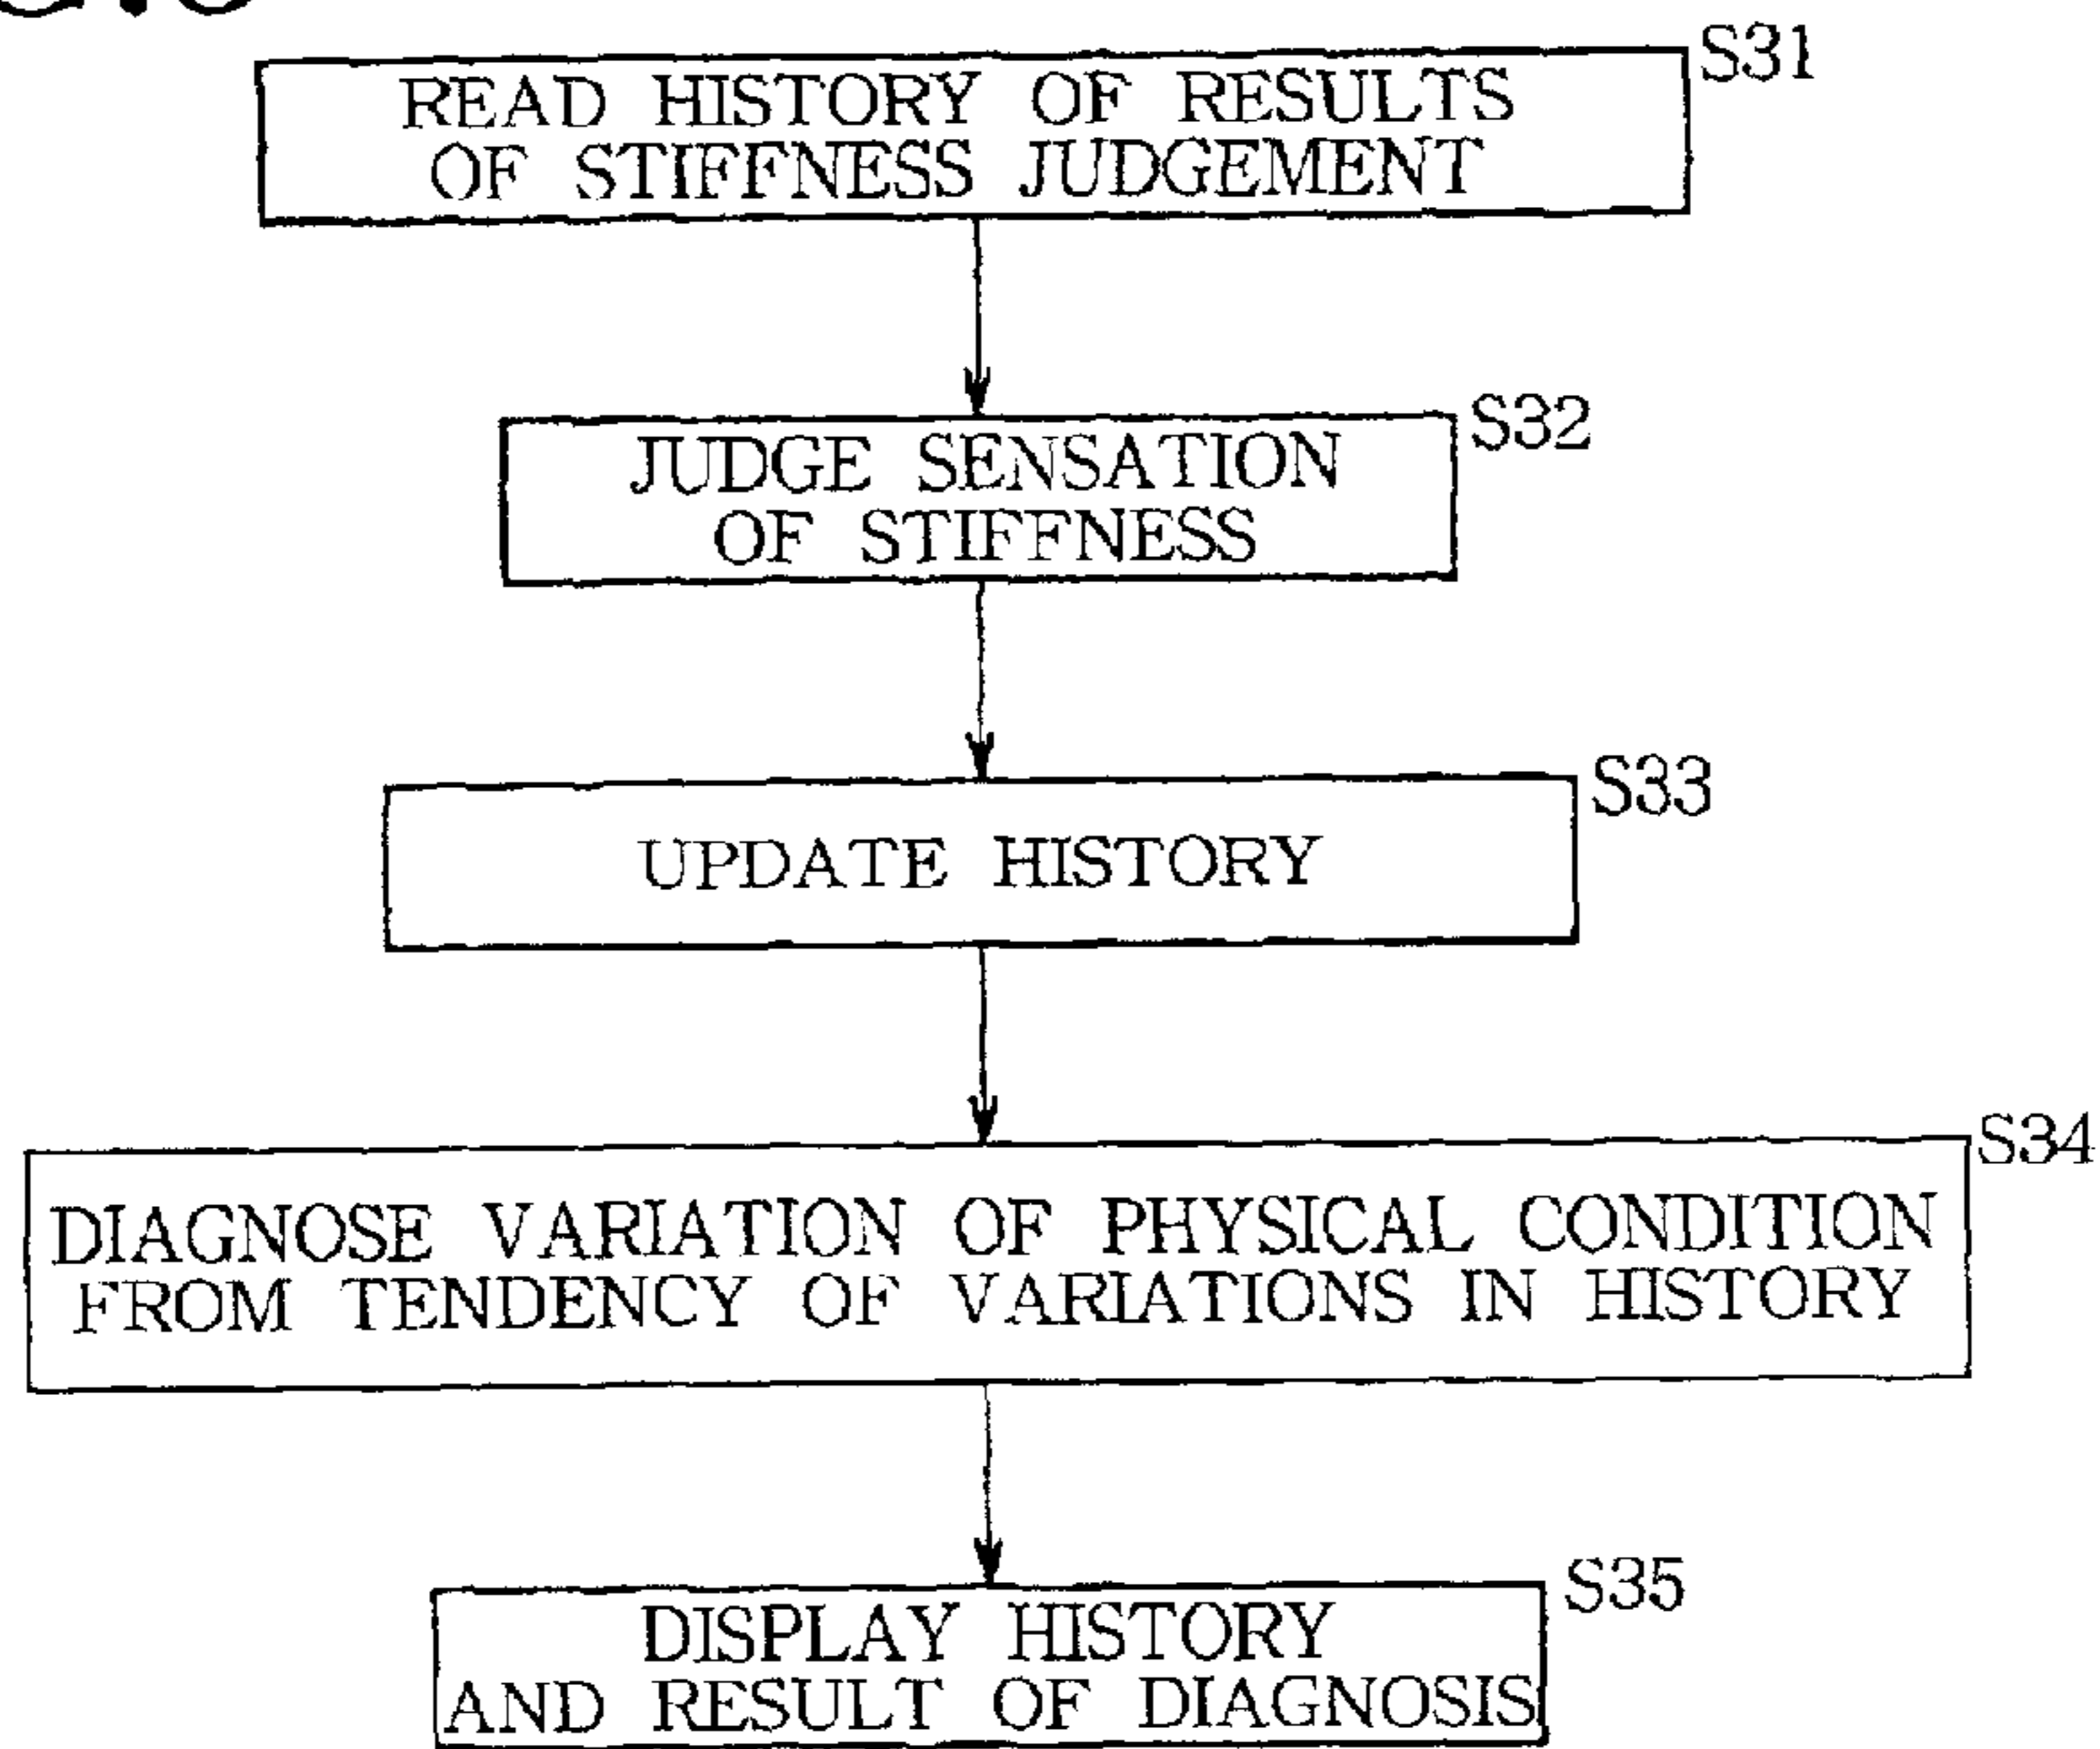 S31
READ HISTORY OF RESULTS
OF STIFFNESS JUDGEMENT
S32
JUDGE SENSATION
OF STIFFNESS
S33
UPDATE HISTORY
S34
DIAGNOSE VARIATION OF PHYSICAL CONDITION
FROM TENDENCY OF VARIATIONS IN HISTORY
S35
DISPLAY HISTORY
AND RESULT OF DIAGNOSIS